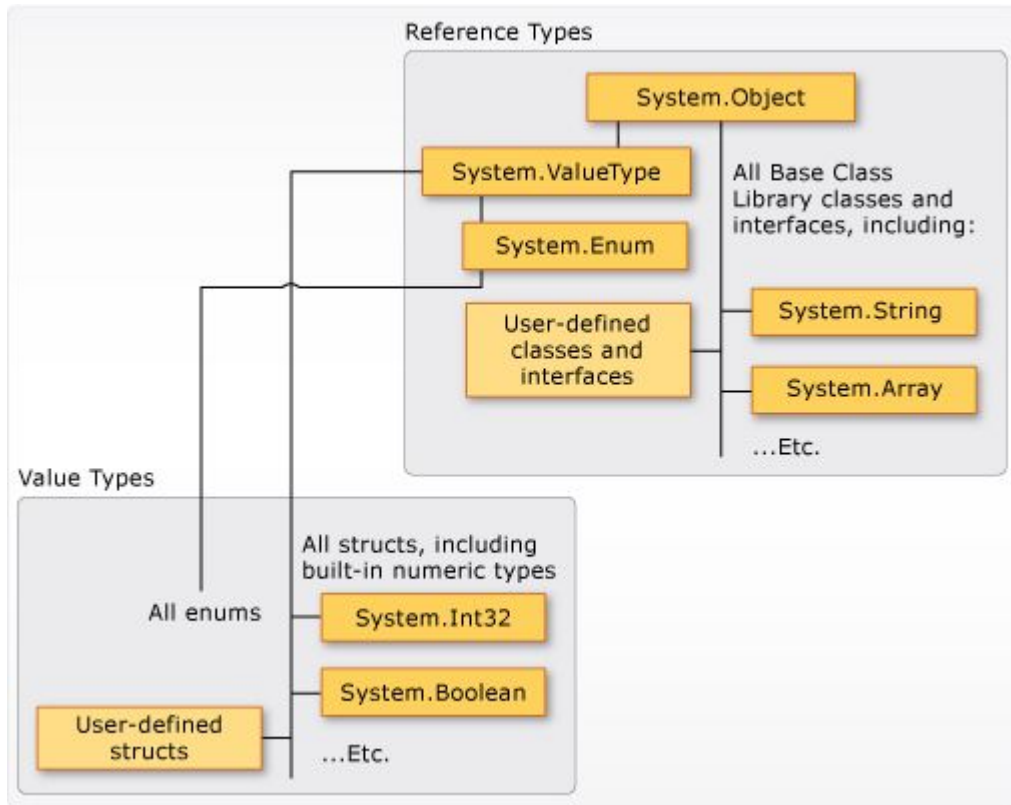 Reference Types
System.Object
System.ValueType
All Base Class
Library classes and
interfaces, including:
System.Enum
System.String
User-defined
classes and
interfaces
System.Array
...Etc.
Value Types
All structs, including
built-in numeric types
All enums
System.Int32
System.Boolean
User-defined
structs
...Etc.